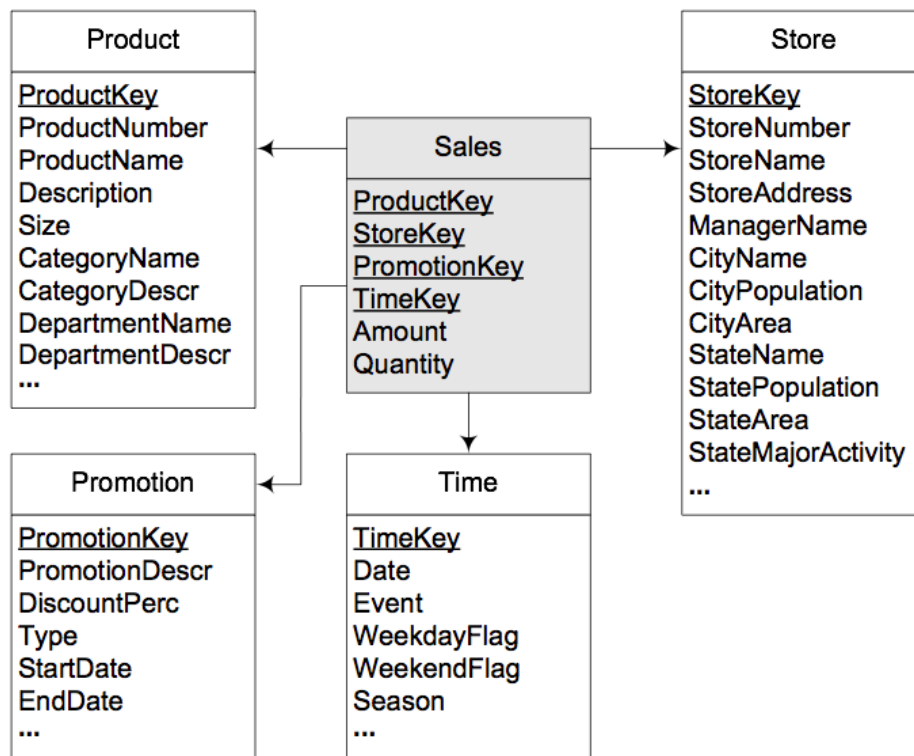 Product
ProductKey
ProductNumber
ProductName
Description
Size
CategoryName
CategoryDescr
DepartmentName
DepartmentDescr
...
Sales
ProductKey
StoreKey
PromotionKey
TimeKey
Amount
Quantity
Store
StoreKey
StoreNumber
StoreName
StoreAddress
ManagerName
CityName
CityPopulation
CityArea
StateName
StatePopulation
StateArea
StateMajorActivity
...
Promotion
PromotionKey
PromotionDescr
DiscountPerc
Type
StartDate
EndDate
...
Time
TimeKey
Date
Event
WeekdayFlag
WeekendFlag
Season
...